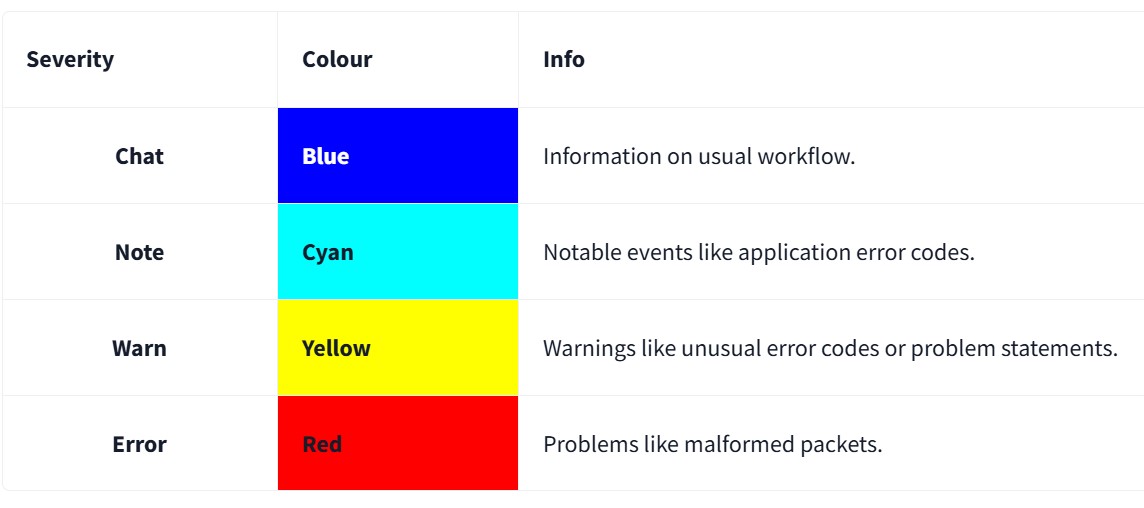 Severity Colour Info
Chat Blue Information on usual workflow.
Note Cyan Notable events like application error codes.
Warn Yellow Warnings like unusual error codes or problem statements.
Error Red Problems like malformed packets.